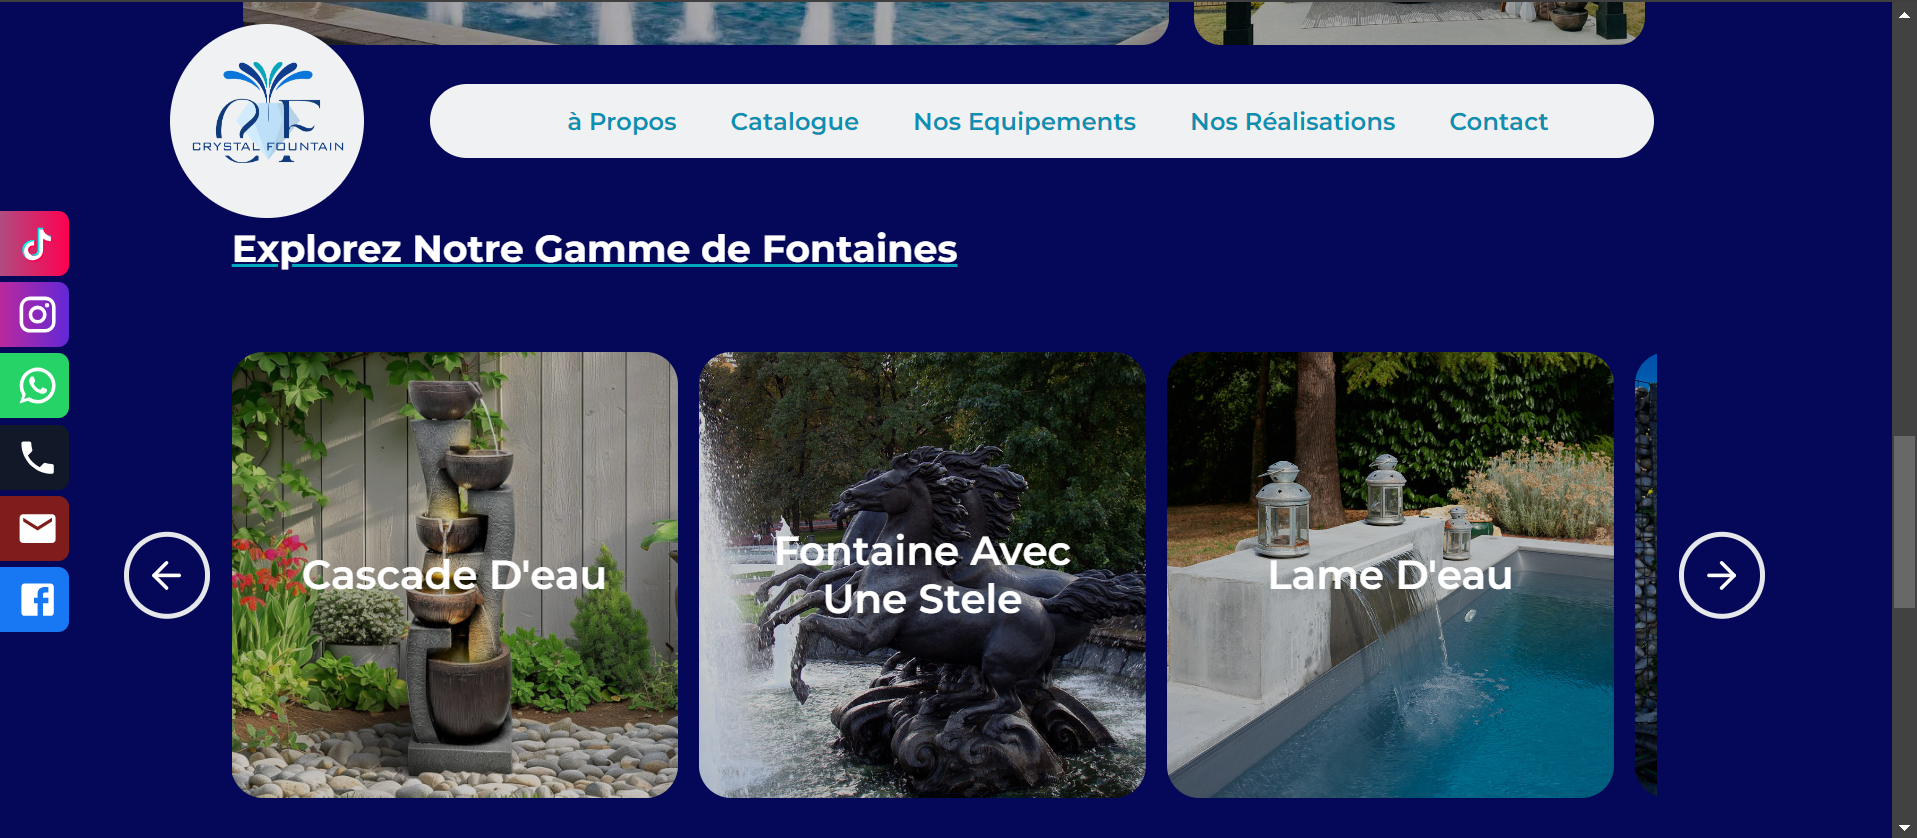 CF
CRYSTAL FOUNTAIN
à Propos Catalogue Nos Equipements Nos Réalisations Contact
Explorez Notre Gamme de Fontaines
Cascade D'eau
Fontaine Avec
Une Stele
Lame D'eau